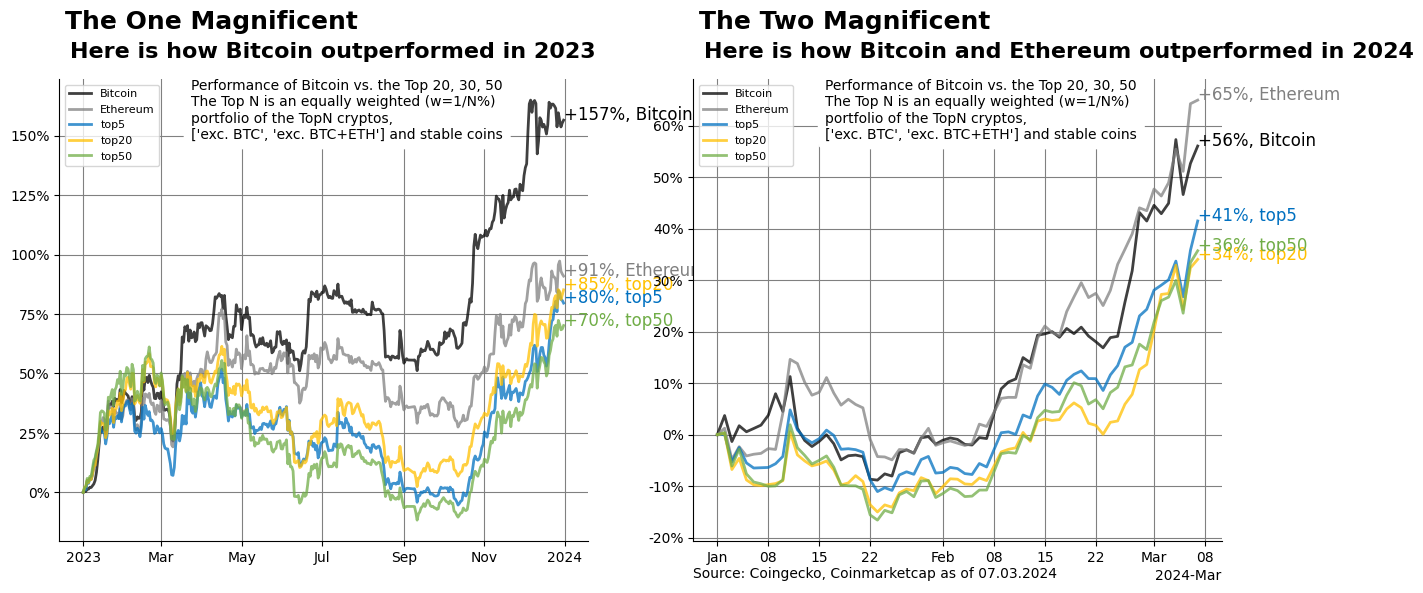 The One Magnificent
Here is how Bitcoin outperformed in 2023
Performance of Bitcoin vs. the Top 20, 30, 50
The Top N is an equally weighted (w=1/N%)
portfolio of the TopN cryptos,
['exc. BTC', 'exc. BTC+ETH'] and stable coins
Bitcoin
Ethereum
top5
top20
top50
150%
125%
100%
75%
50%
25%
0%
+157%, Bitcoin
+91%, Ethereum
+85%, top20
+80%, top5
+70%, top50
2023
Mar
May
Jul
Sep
Nov
2024
The Two Magnificent
Here is how Bitcoin and Ethereum outperformed in 2024
Performance of Bitcoin vs. the Top 20, 30, 50
The Top N is an equally weighted (w=1/N%)
portfolio of the TopN cryptos,
['exc. BTC', 'exc. BTC+ETH'] and stable coins
Bitcoin
Ethereum
top5
top20
top50
60%
50%
40%
30%
20%
10%
0%
-10%
-20%
+65%, Ethereum
+56%, Bitcoin
+41%, top5
+36%, top50
+34%, top20
Jan
08
15
22
Feb
08
15
22
Mar
08
2024-Mar
Source: Coingecko, Coinmarketcap as of 07.03.2024